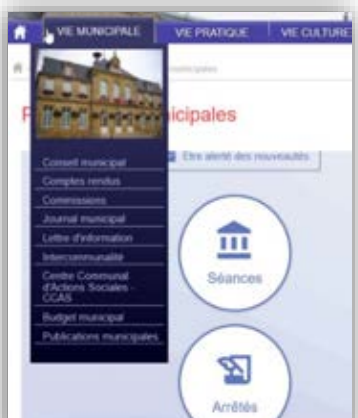 VIE MUNICIPALE VIE PRATIQUE VIE CULTURE
municipales
P icipales
Etre alerté des nouveautés
Conseil municipal
Comptes rendus
Commissions
Journal municipal
Lettre d'information
Intercommunalité
Centre Communal
d'Actions Sociales -
CCAS
Budget municipal
Publications municipales
Séances
Arrêtés